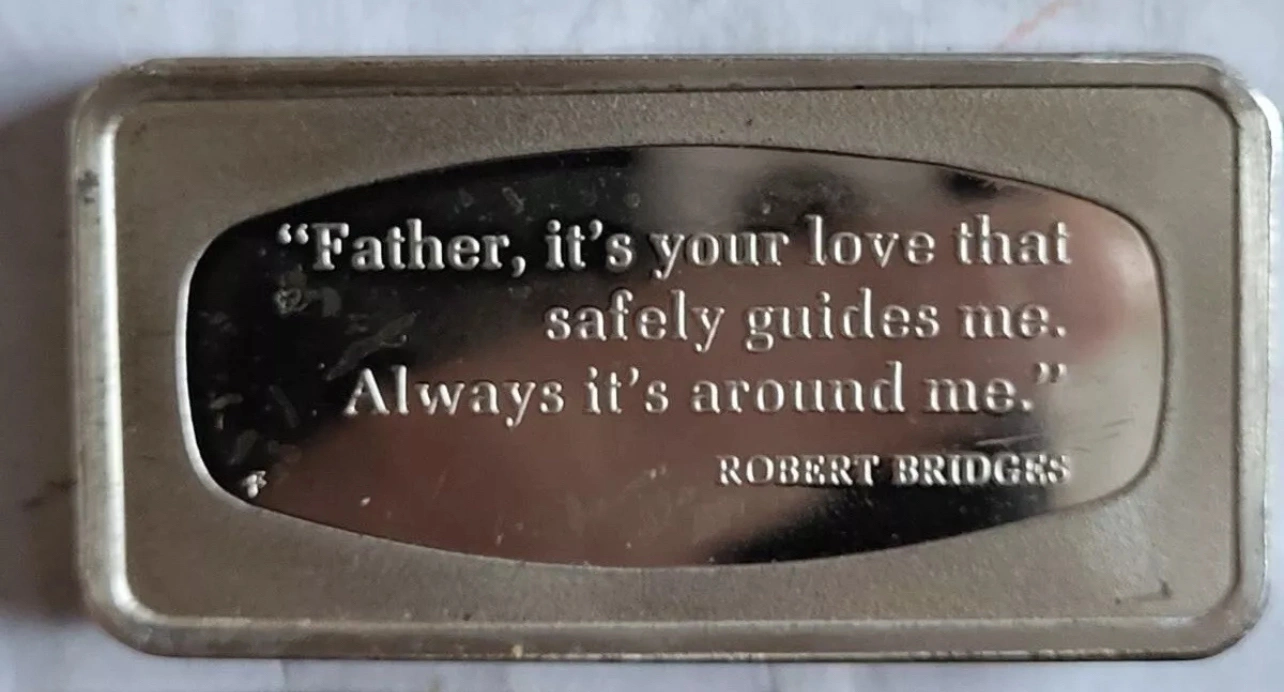 “Father, it’s your love that
safely guides me.
Always it’s around me.”
ROBERT BRIDGES